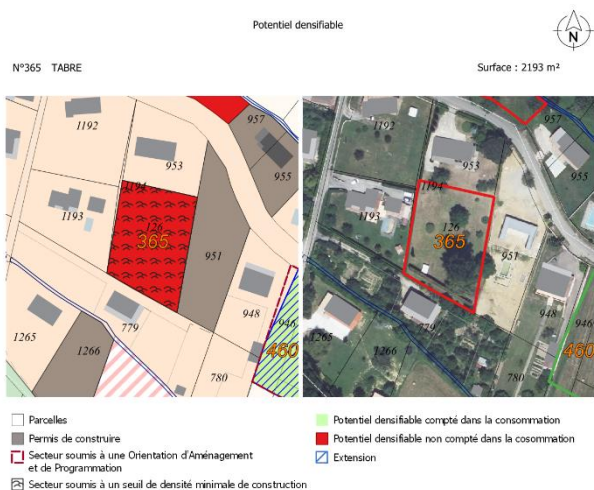 Potentiel densifiable
N
N°365 TABRE
Surface : 2193 m²
1192
957
953
955
1194
1193
126
365
951
948
946
460
1265
779
1266
780
1192
957
953
955
1194
1193
126
365
951
948
946
460
1265
779
1266
780
Parcelles
Permis de construire
Secteur soumis à une Orientation d'Aménagement
et de Programmation
Secteur soumis à un seuil de densité minimale de construction
Potentiel densifiable compté dans la consommation
Potentiel densifiable non compté dans la cosommation
Extension